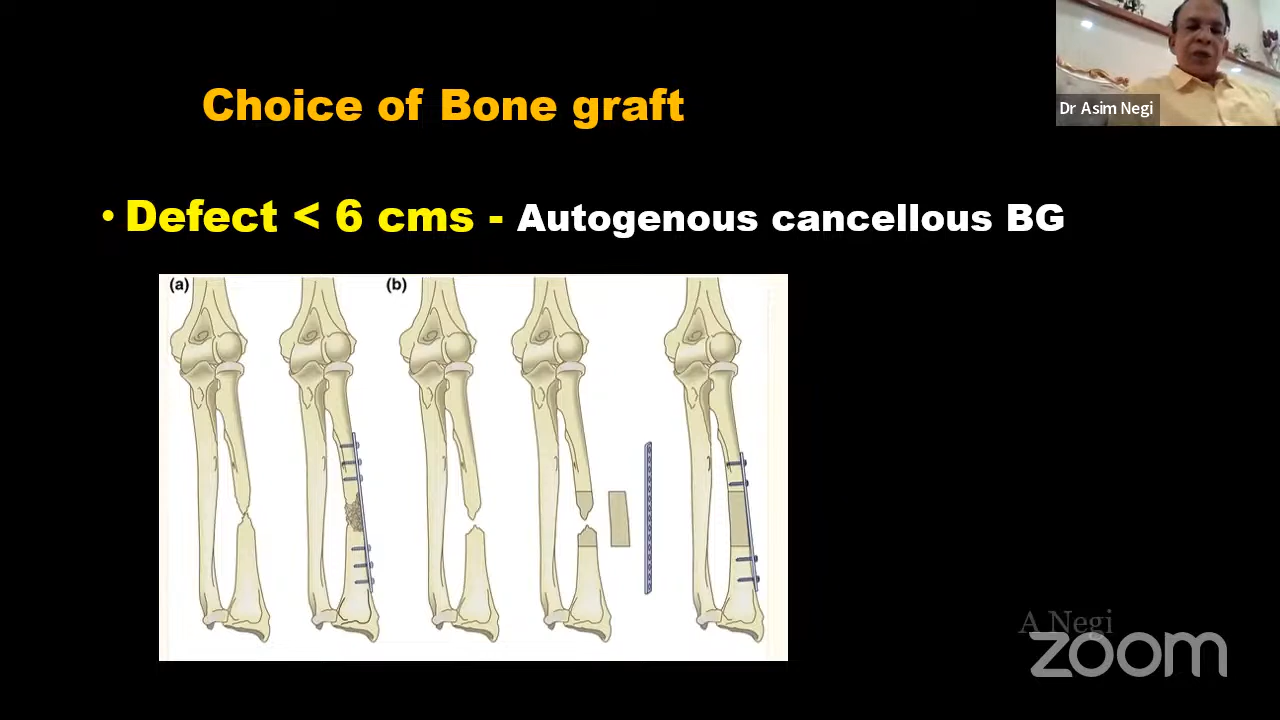 Choice of Bone graft
Dr Asim Negi
• Defect < 6 cms - Autogenous cancellous BG
(a)
(b)
A Negi
zoom